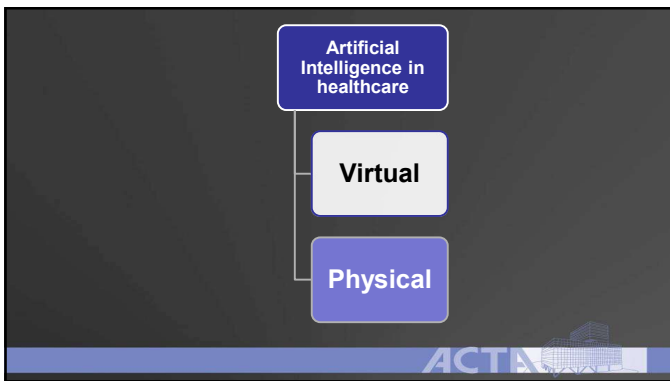 Artificial
Intelligence in
healthcare
Virtual
Physical
ACTA